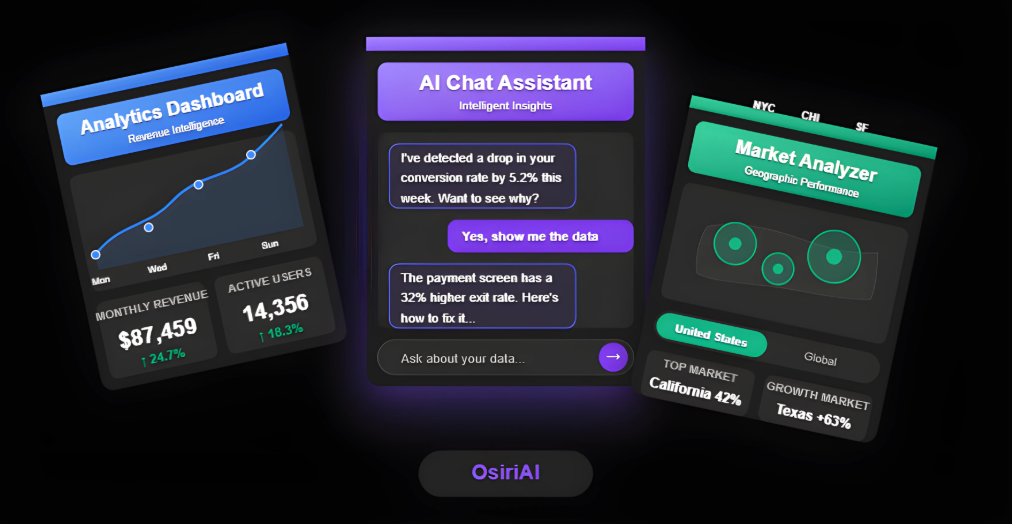 Analytics Dashboard
Revenue Intelligence
Mon
Wed
Fri
Sun
MONTHLY REVENUE
$87,459
↑ 24.7%
ACTIVE USERS
14,356
↑ 18.3%
AI Chat Assistant
Intelligent Insights
I've detected a drop in your
conversion rate by 5.2% this
week. Want to see why?
Yes, show me the data
The payment screen has a
32% higher exit rate. Here's
how to fix it...
Ask about your data...
→
NYC
CHI
SF
Market Analyzer
Geographic Performance
United States
Global
TOP MARKET
California 42%
GROWTH MARKET
Texas +63%
OsiriAI